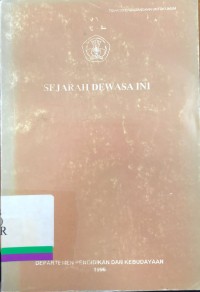 SEJARAH DEWASA INI
DEPARTEMEN PENDIDIKAN DAN KEBUDAYAAN
1996
R